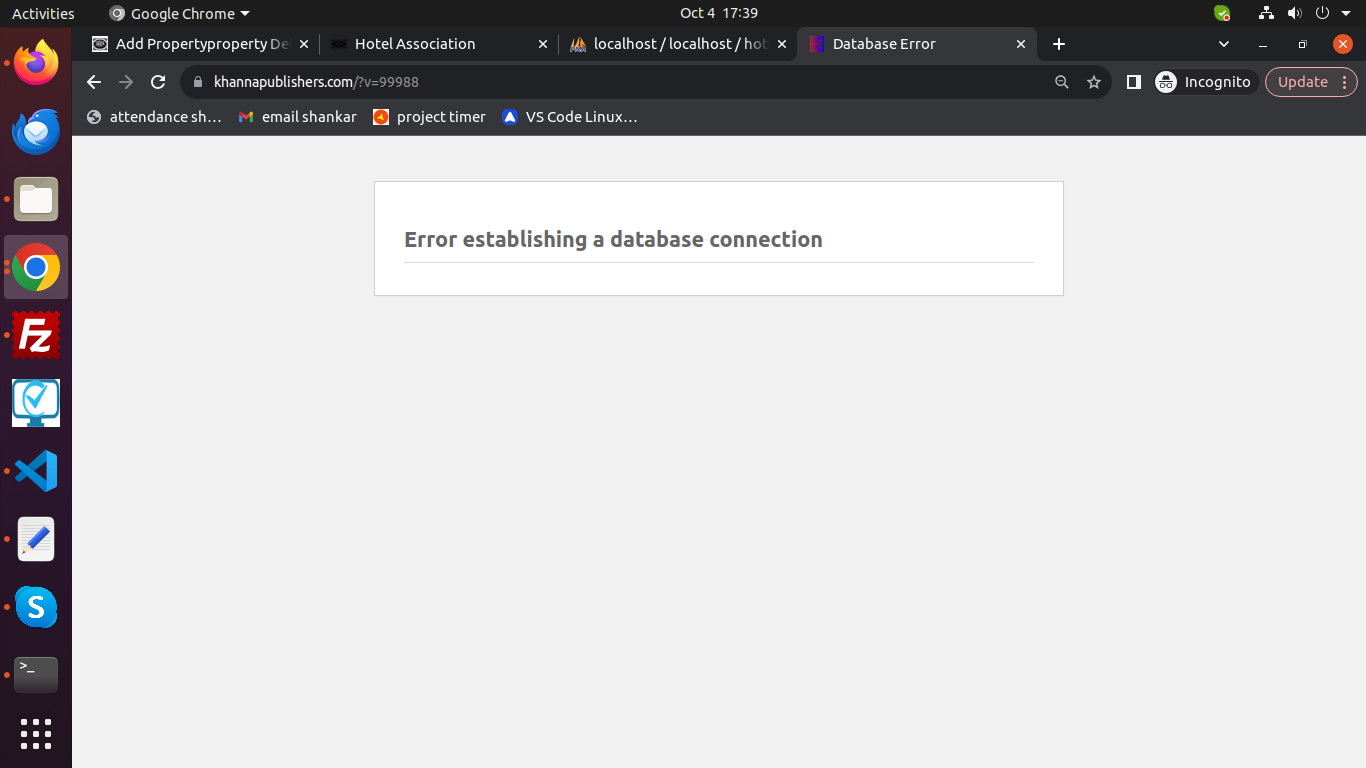 Activities
Google Chrome
Oct 4 17:39
Add Propertyproperty De
Hotel Association
localhost / localhost / hot
Database Error
khannapublishers.com/?v=99988
Incognito
Update
attendance sh…
email shankar
project timer
VS Code Linux…
Error establishing a database connection
Fz
S
>_